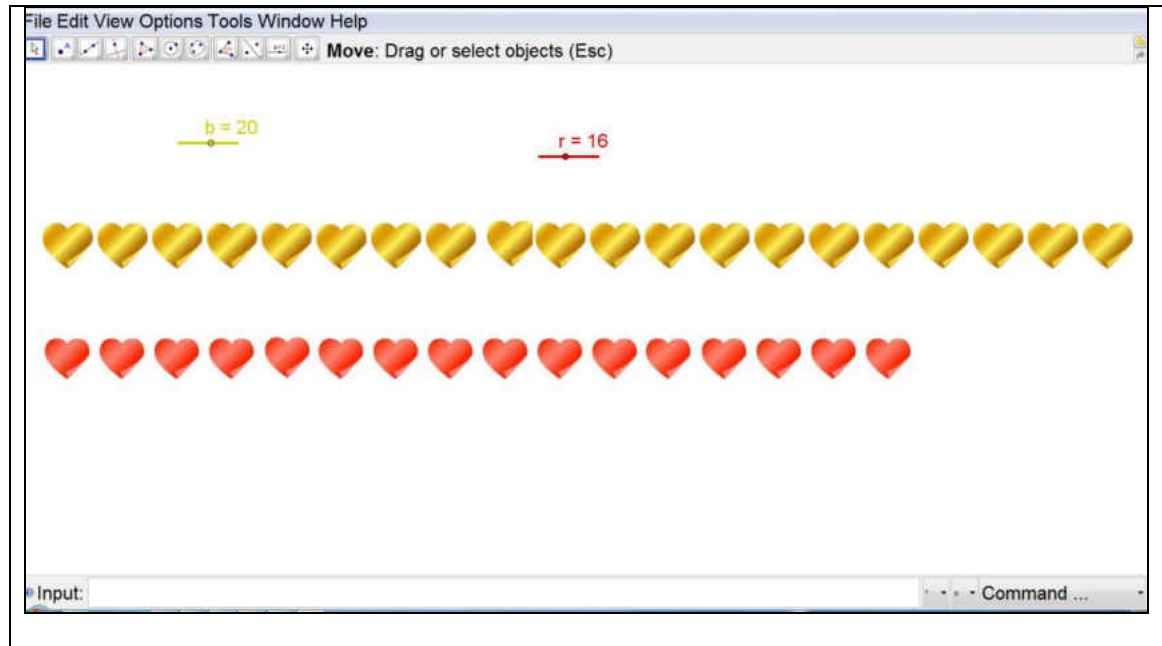 File Edit View Options Tools Window Help
Move: Drag or select objects (Esc)
b = 20
r = 16
Input:
Command ...